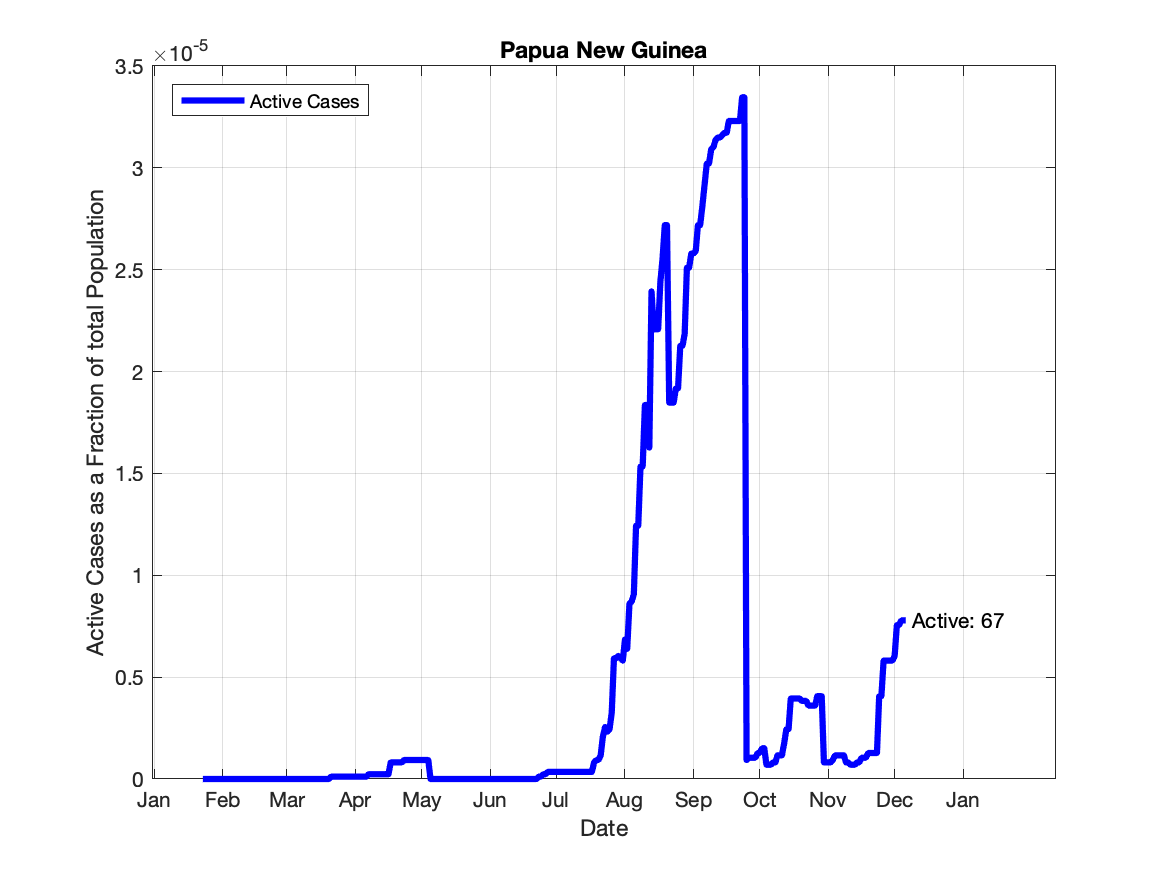 Papua New Guinea
×10-5
Active Cases
Active Cases as a Fraction of total Population
3.5
3
2.5
2
1.5
1
0.5
0
Active: 67
Jan Feb Mar Apr May Jun Jul Aug Sep Oct Nov Dec Jan
Date